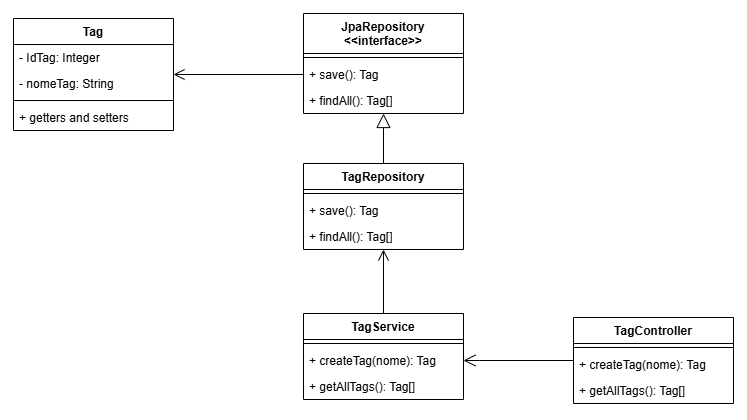 Tag
- IdTag: Integer
- nomeTag: String
+ getters and setters
JpaRepository
<<interface>>
+ save(): Tag
+ findAll(): Tag[]
TagRepository
+ save(): Tag
+ findAll(): Tag[]
TagService
+ createTag(nome): Tag
+ getAllTags(): Tag[]
TagController
+ createTag(nome): Tag
+ getAllTags(): Tag[]